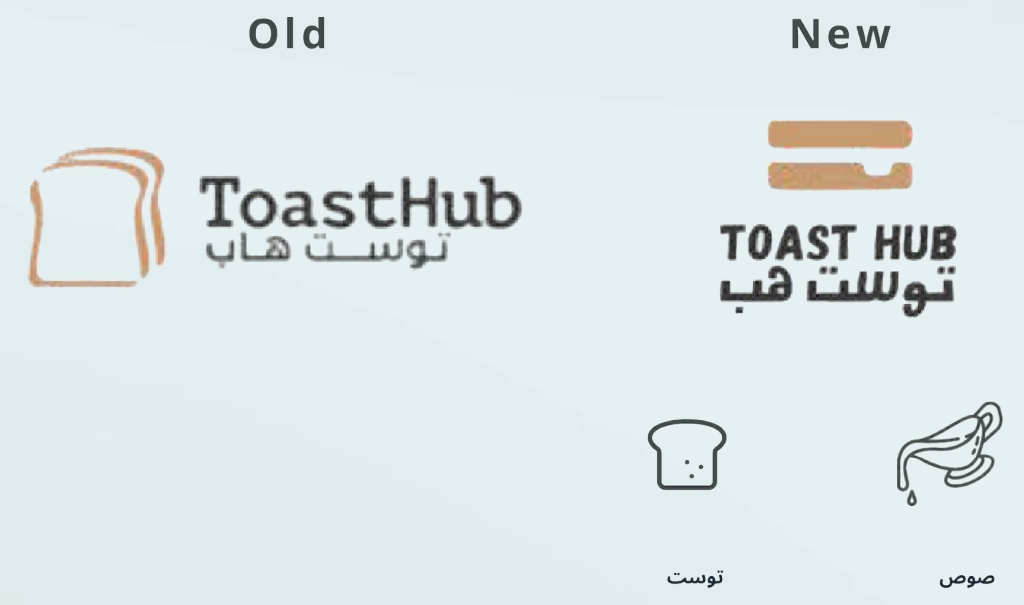 Old
New
ToastHub
توست هاب
TOAST HUB
توست هب
توست
صوص